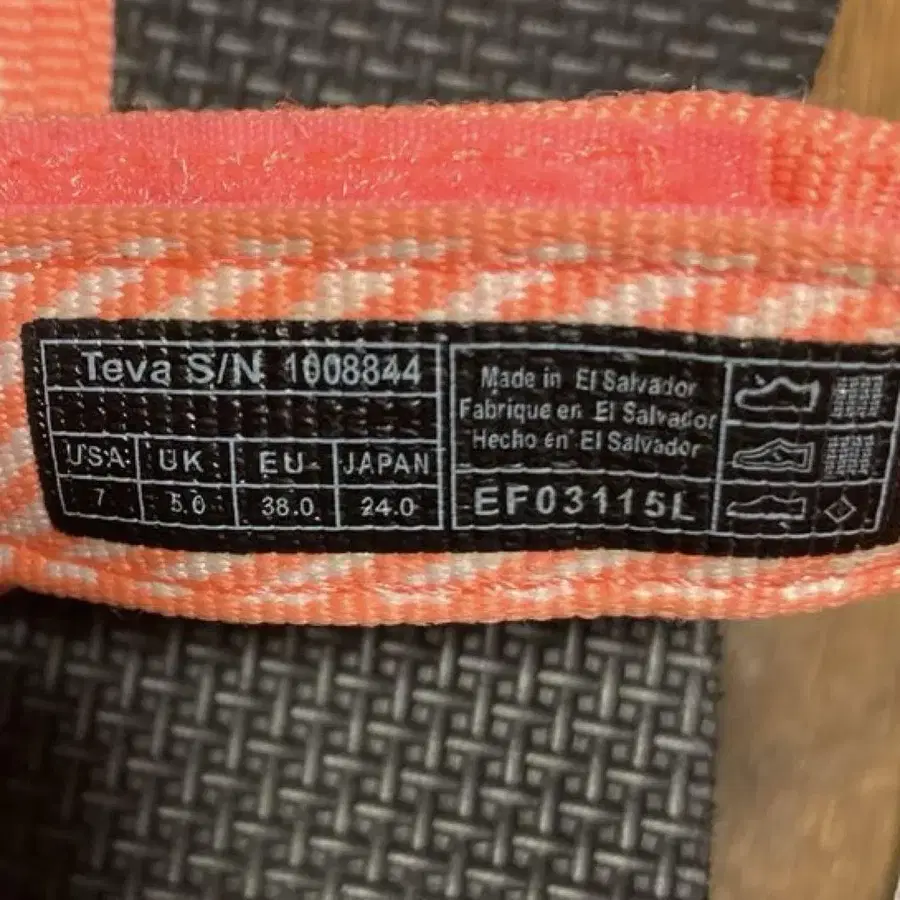 Teva S/N 1008844
USA UK EU JAPAN
7 5.0 38.0 24.0
Made in El Salvador
Fabrique en El Salvador
Hecho en El Salvador
EF03115L